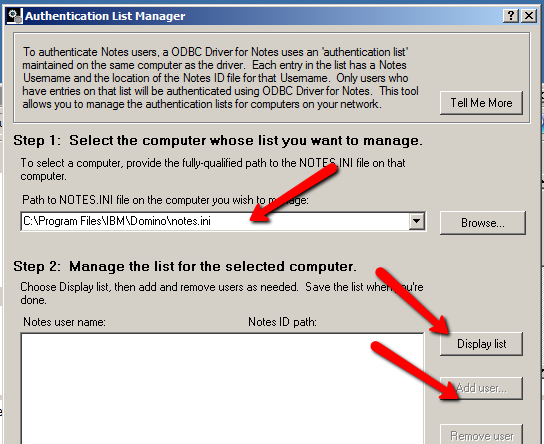 Authentication List Manager
To authenticate Notes users, a ODBC Driver for Notes uses an 'authentication list'
maintained on the same computer as the driver. Each entry in the list has a Notes
Username and the location of the Notes ID file for that Username. Only users who
have entries on that list will be authenticated using ODBC Driver for Notes. This tool
allows you to manage the authentication lists for computers on your network.
Tell Me More
Step 1: Select the computer whose list you want to manage.
To select a computer, provide the fully-qualified path to the NOTES.INI file on that
computer.
Path to NOTES.INI file on the computer you wish to manage:
C:\Program Files\IBM\Domino\notes.ini
Browse...
Step 2: Manage the list for the selected computer.
Choose Display list, then add and remove users as needed. Save the list when you're
done.
Notes user name: Notes ID path:
Display list
Add user...
Remove user